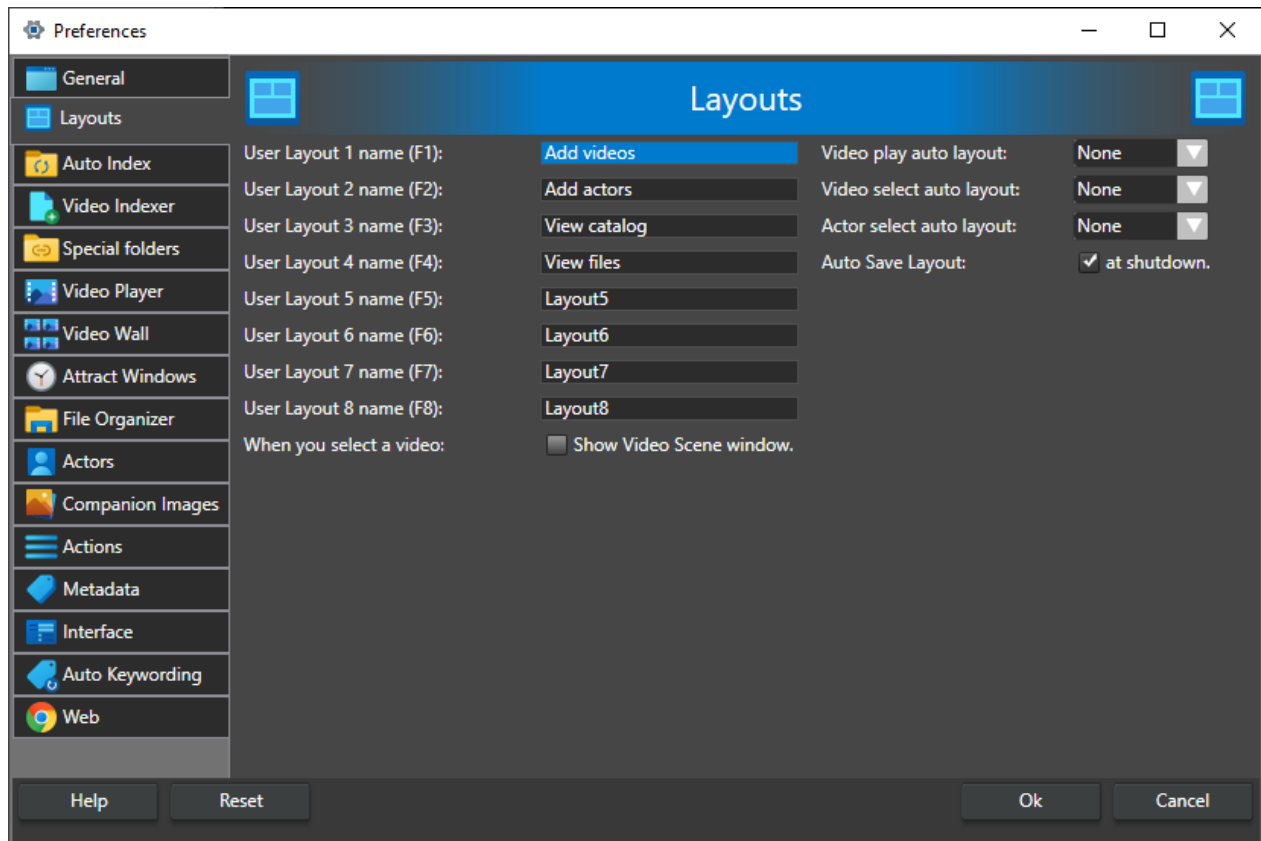 Preferences
General
Layouts
Auto Index
Video Indexer
Special folders
Video Player
Video Wall
Attract Windows
File Organizer
Actors
Companion Images
Actions
Metadata
Interface
Auto Keywording
Web
Layouts
User Layout 1 name (F1): Add videos
User Layout 2 name (F2): Add actors
User Layout 3 name (F3): View catalog
User Layout 4 name (F4): View files
User Layout 5 name (F5): Layout5
User Layout 6 name (F6): Layout6
User Layout 7 name (F7): Layout7
User Layout 8 name (F8): Layout8
When you select a video: Show Video Scene window.
Video play auto layout: None
Video select auto layout: None
Actor select auto layout: None
Auto Save Layout: at shutdown.
Help Reset Ok Cancel